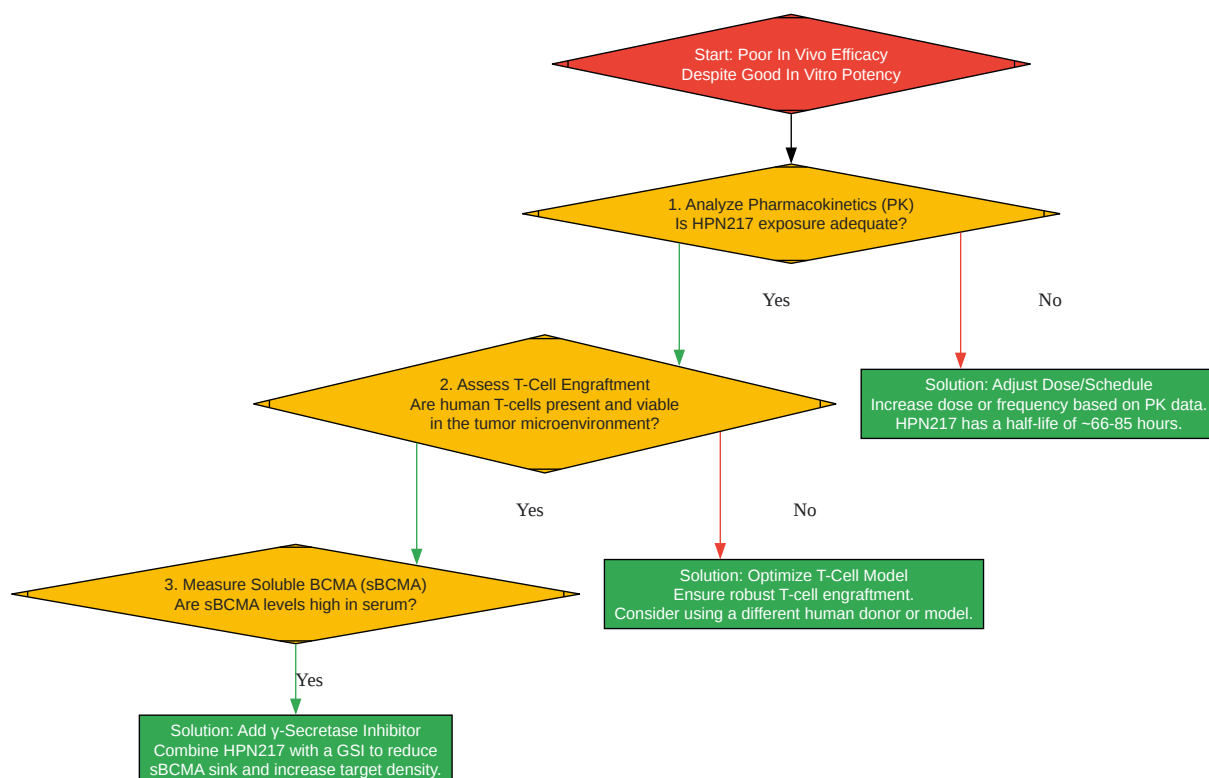 Start: Poor In Vivo Efficacy
Despite Good In Vitro Potency
1. Analyze Pharmacokinetics (PK)
Is HPN217 exposure adequate?
Yes
No
2. Assess T-Cell Engraftment
Are human T-cells present and viable
in the tumor microenvironment?
Solution: Adjust Dose/Schedule
Increase dose or frequency based on PK data.
HPN217 has a half-life of ~66-85 hours.
Yes
No
3. Measure Soluble BCMA (sBCMA)
Are sBCMA levels high in serum?
Solution: Optimize T-Cell Model
Ensure robust T-cell engraftment.
Consider using a different human donor or model.
Yes
Solution: Add γ-Secretase Inhibitor
Combine HPN217 with a GSI to reduce
sBCMA sink and increase target density.